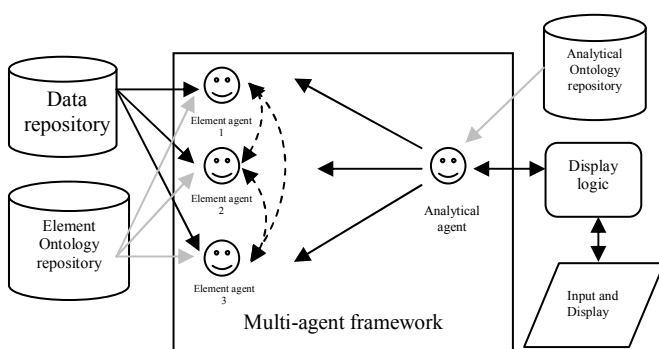 Data
repository
Element
Ontology
repository
Element agent
1
Element agent
2
Element agent
3
Multi-agent framework
Analytical
agent
Analytical
Ontology
repository
Display
logic
Input and
Display